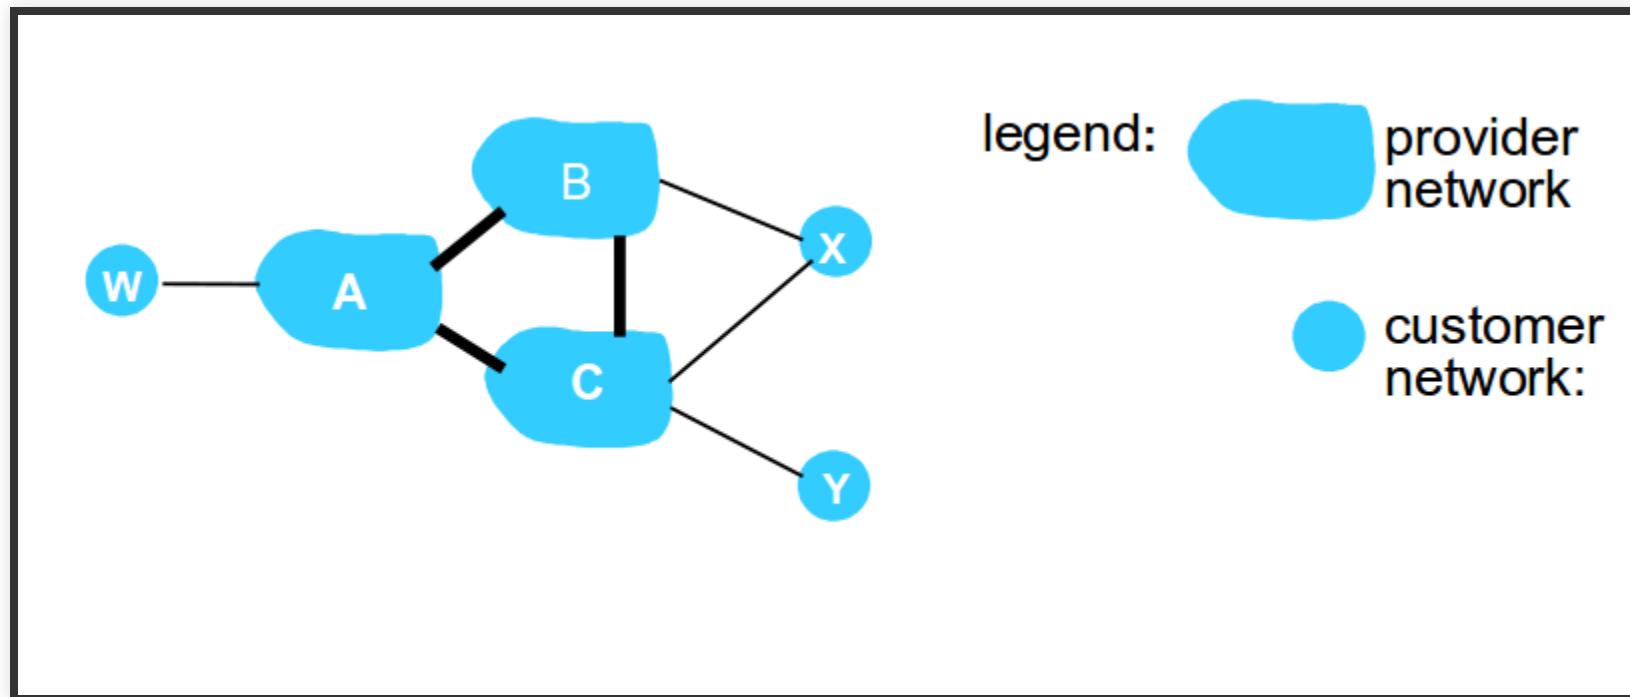 B
legend:
provider
network
W
A
X
C
customer
network:
Y